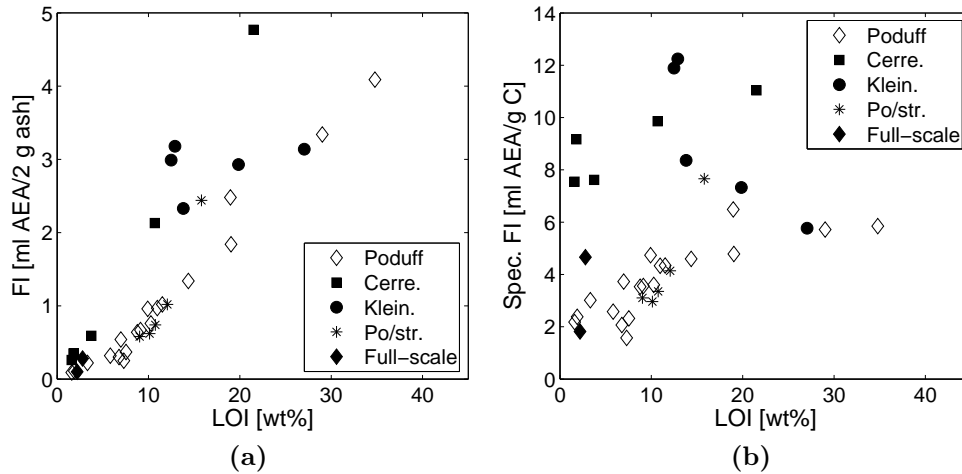 5
4
3
2
1
0
FI [ml AEA/2 g ash]
0 10 20 30 40
LOI [wt%]
Poduff
Cerre.
Klein.
Po/str.
Full−scale
(a)
14
12
10
8
6
4
2
0
Spec. FI [ml AEA/g C]
0 10 20 30 40
LOI [wt%]
Poduff
Cerre.
Klein.
Po/str.
Full−scale
(b)